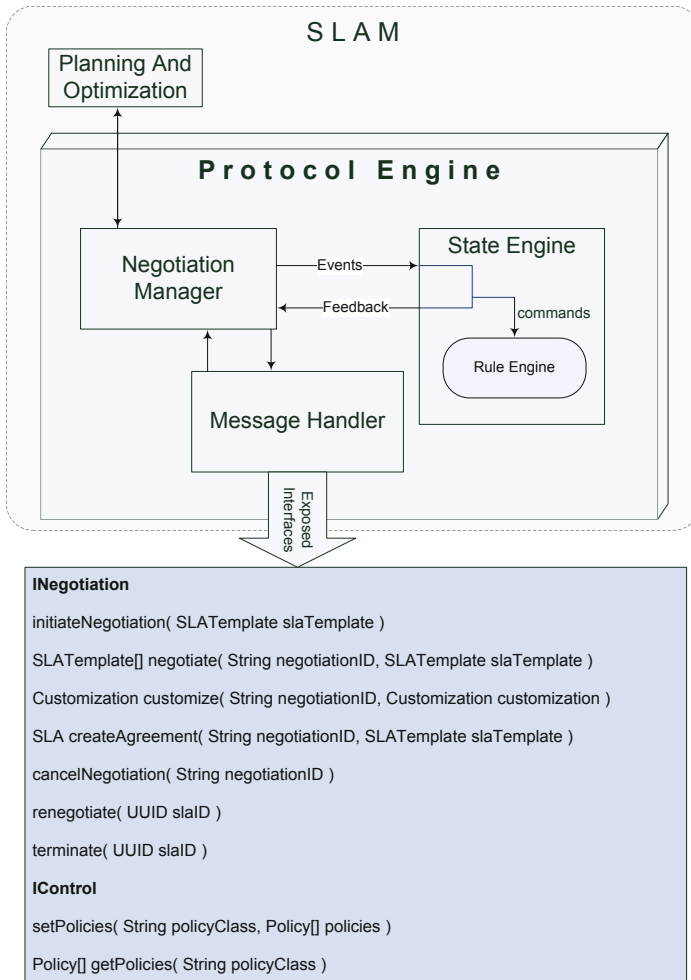 S L A M
Planning And
Optimization
Protocol Engine
Negotiation
Manager
Events
Feedback
State Engine
commands
Rule Engine
Message Handler
Exposed
Interfaces
INegotiation
initiateNegotiation( SLATemplate slaTemplate )
SLATemplate[] negotiate( String negotiationID, SLATemplate slaTemplate )
Customization customize( String negotiationID, Customization customization )
SLA createAgreement( String negotiationID, SLATemplate slaTemplate )
cancelNegotiation( String negotiationID )
renegotiate( UUID slaID )
terminate( UUID slaID )
IControl
setPolicies( String policyClass, Policy[] policies )
Policy[] getPolicies( String policyClass )